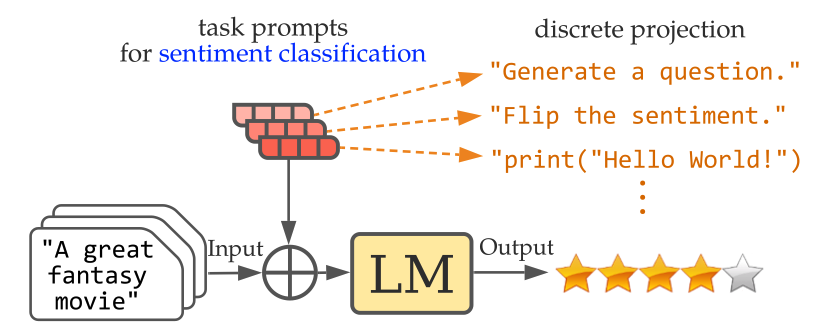 task prompts
for sentiment classification
discrete projection
"Generate a question."
"Flip the sentiment."
"print("Hello World!")
"A great
fantasy
movie"
Input
LM
Output